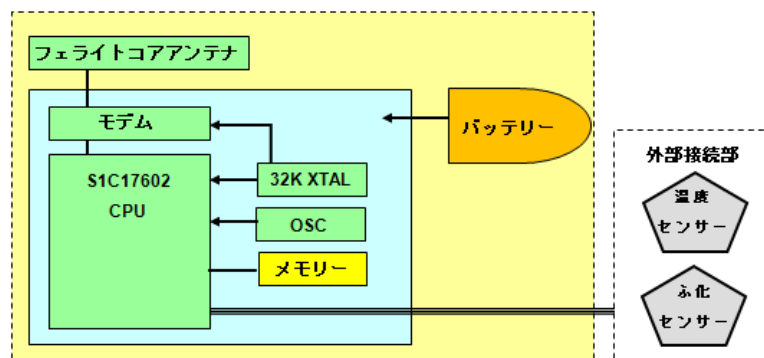 フェライトコアアンテナ
モデム
S1C17602
CPU
32K XTAL
OSC
メモリー
バッテリー
外部接続部
温度
センサー
ふ化
センサー